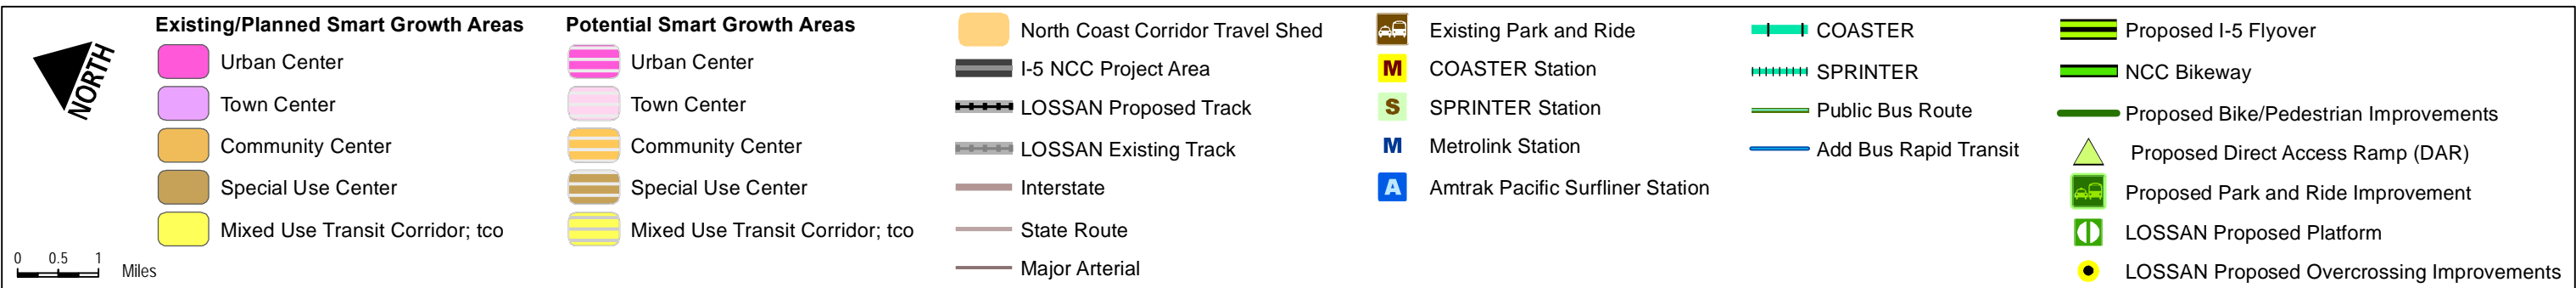 NORTH
0 0.5 1 Miles
Existing/Planned Smart Growth Areas
Urban Center
Town Center
Community Center
Special Use Center
Mixed Use Transit Corridor; tco
Potential Smart Growth Areas
Urban Center
Town Center
Community Center
Special Use Center
Mixed Use Transit Corridor; tco
North Coast Corridor Travel Shed
I-5 NCC Project Area
LOSSAN Proposed Track
LOSSAN Existing Track
Interstate
State Route
Major Arterial
Existing Park and Ride
M COASTER Station
S SPRINTER Station
M Metrolink Station
A Amtrak Pacific Surfliner Station
COASTER
SPRINTER
Public Bus Route
Add Bus Rapid Transit
Proposed I-5 Flyover
NCC Bikeway
Proposed Bike/Pedestrian Improvements
Proposed Direct Access Ramp (DAR)
Proposed Park and Ride Improvement
LOSSAN Proposed Platform
LOSSAN Proposed Overcrossing Improvements